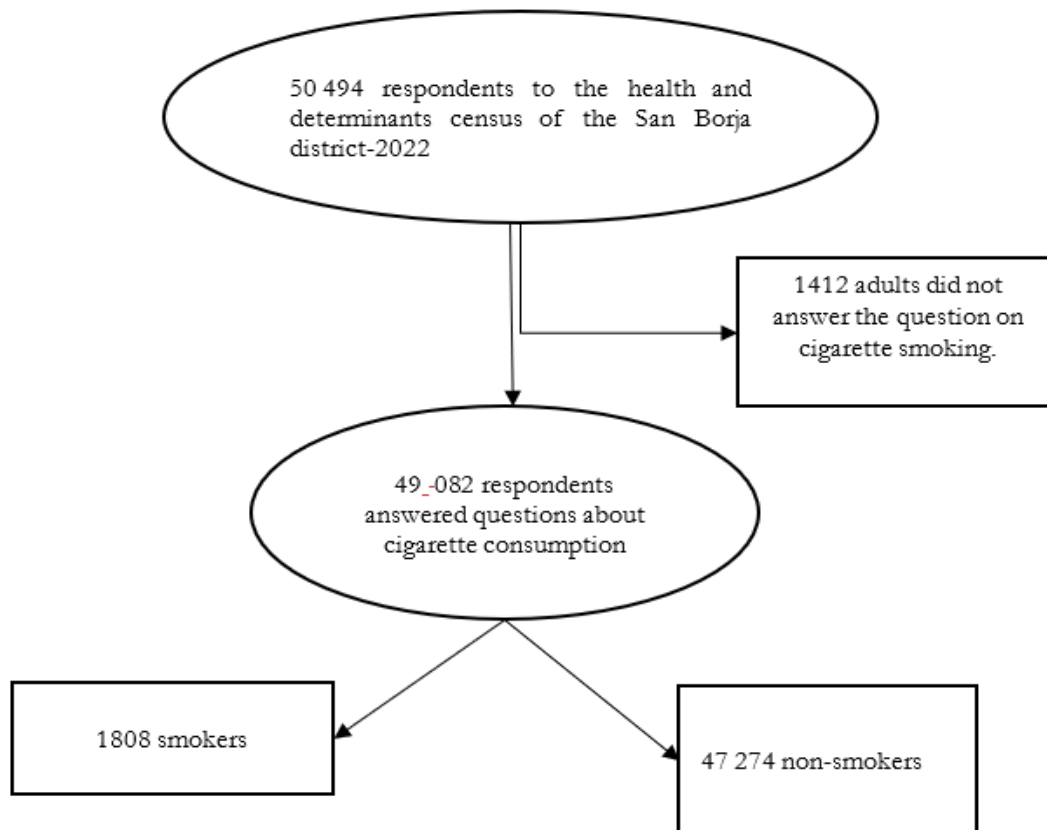 50 494 respondents to the health and
determinants census of the San Borja
district-2022
1412 adults did not
answer the question on
cigarette smoking.
49_-082 respondents
answered questions about
cigarette consumption
1808 smokers
47 274 non-smokers